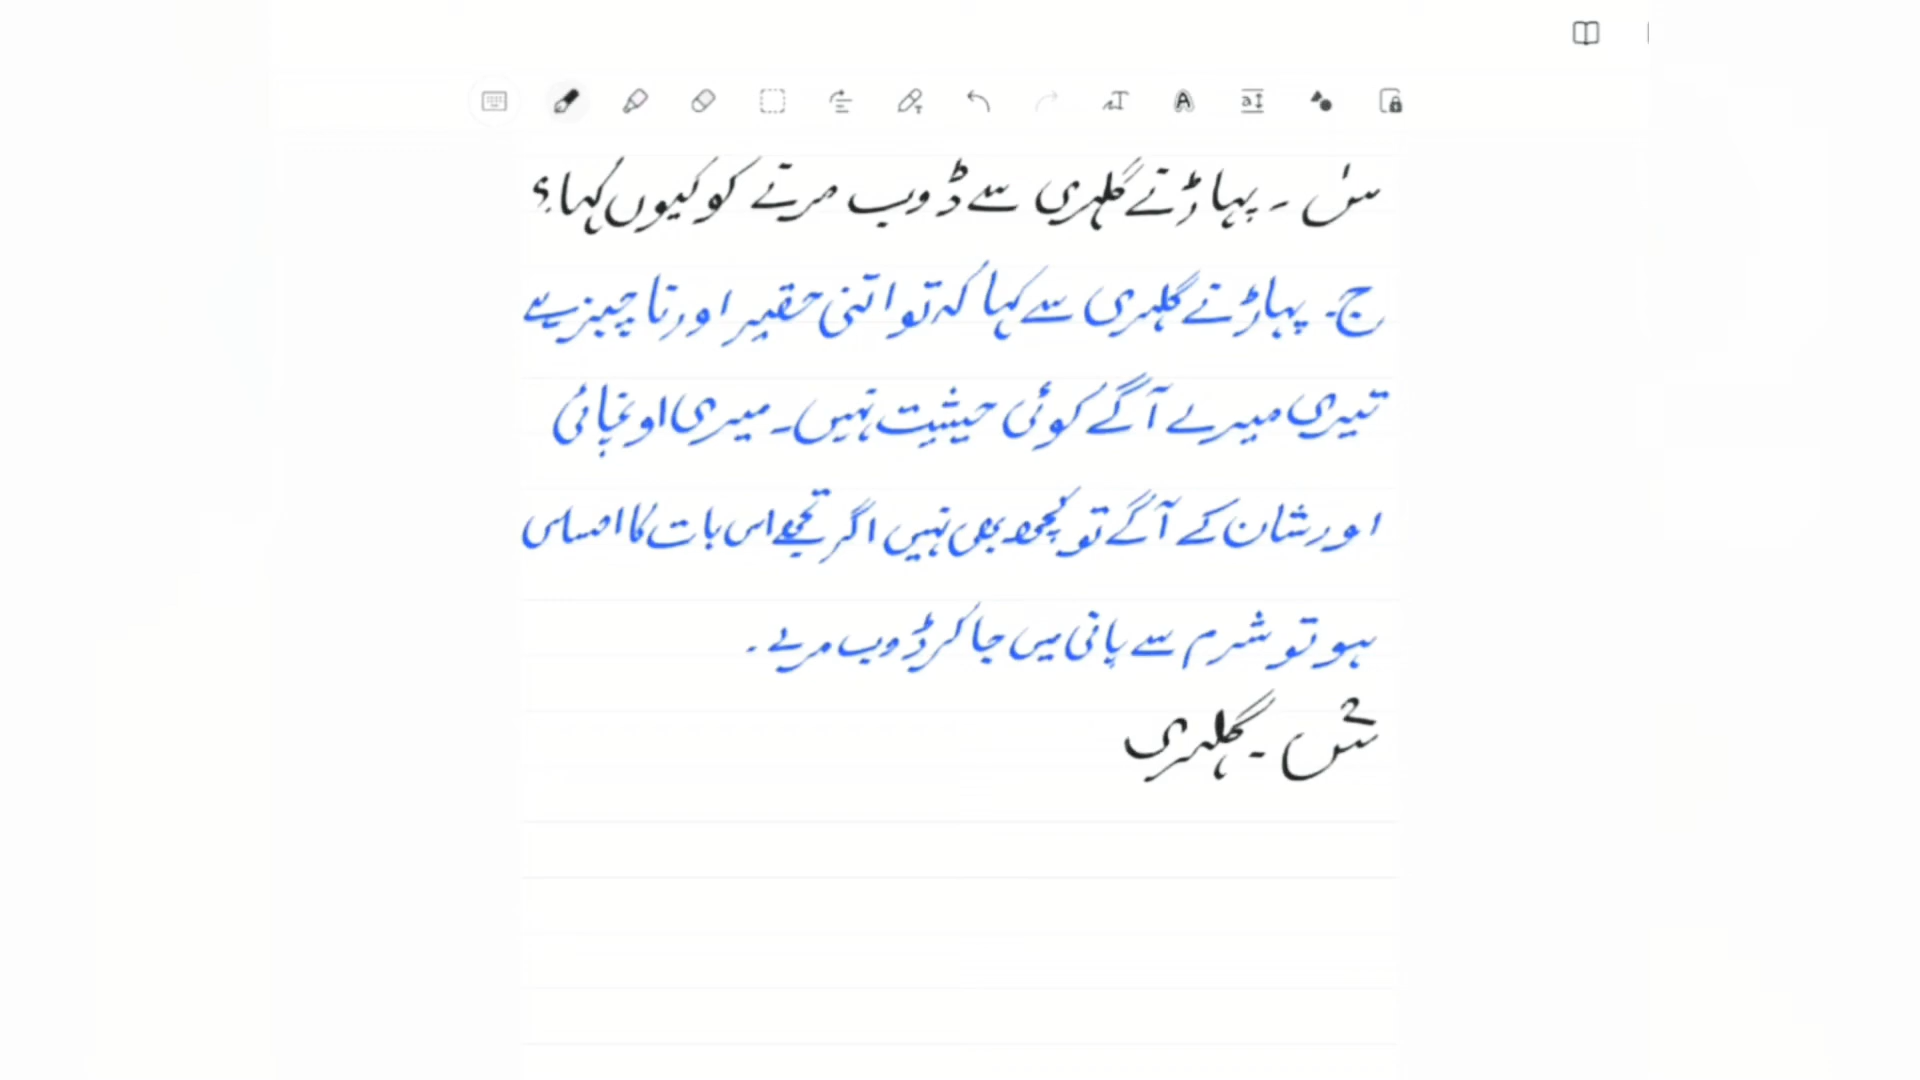 س۱۔ پہاڑ نے گلہری سے ڈوب مرنے کو کیوں کہا؟
ج۔ پہاڑ نے گلہری سے کہا کہ تو اتنی حقیر اور ناچیز ہے
تیری میرے آگے کوئی حیثیت نہیں۔ میری اونچائی
اور شان کے آگے تو کچھ بھی نہیں اگر تجھے اس بات کا احساس
ہو تو شرم سے پانی میں جا کر ڈوب مرے۔
س۲۔ گلہری